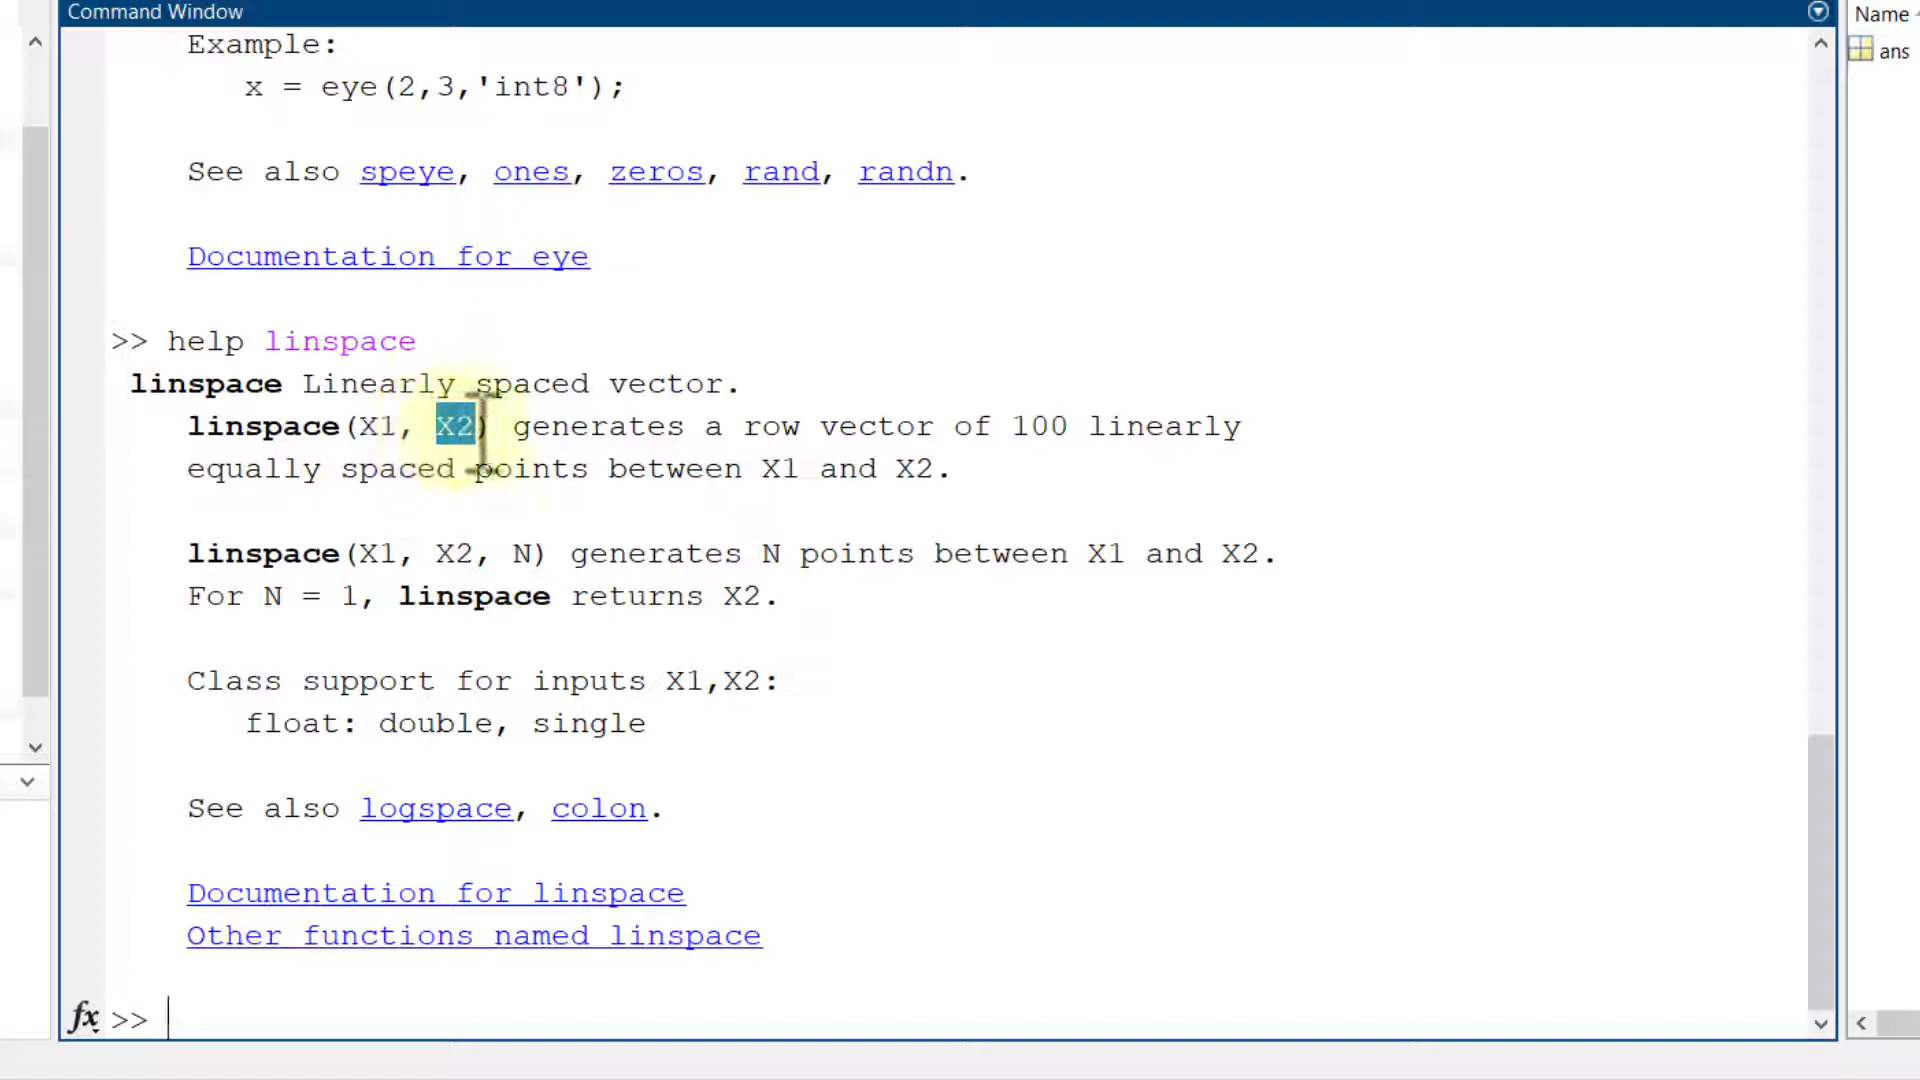 Command Window
Name
ans
Example:
x = eye(2,3,'int8');
See also speye, ones, zeros, rand, randn.
Documentation for eye
>> help linspace
linspace Linearly spaced vector.
linspace(X1, X2) generates a row vector of 100 linearly
equally spaced points between X1 and X2.
linspace(X1, X2, N) generates N points between X1 and X2.
For N = 1, linspace returns X2.
Class support for inputs X1,X2:
float: double, single
See also logspace, colon.
Documentation for linspace
Other functions named linspace
fx >>